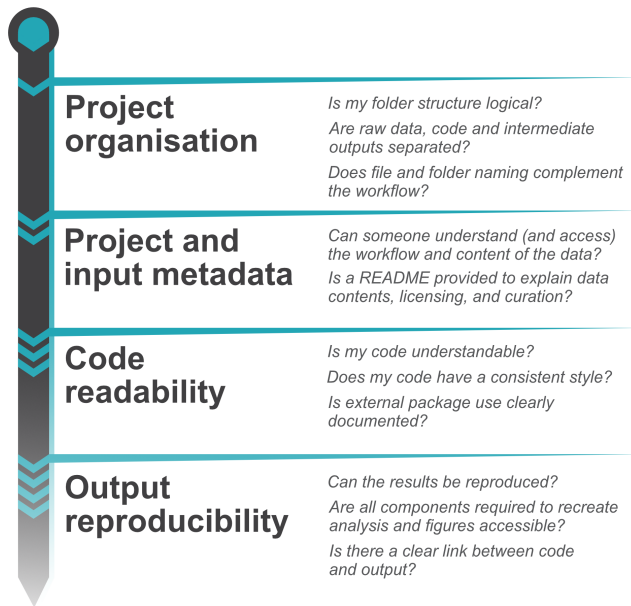 Project
organisation
Is my folder structure logical?
Are raw data, code and intermediate
outputs separated?
Does file and folder naming complement
the workflow?
Project and
input metadata
Can someone understand (and access)
the workflow and content of the data?
Is a README provided to explain data
contents, licensing, and curation?
Code
readability
Is my code understandable?
Does my code have a consistent style?
Is external package use clearly
documented?
Output
reproducibility
Can the results be reproduced?
Are all components required to recreate
analysis and figures accessible?
Is there a clear link between code
and output?